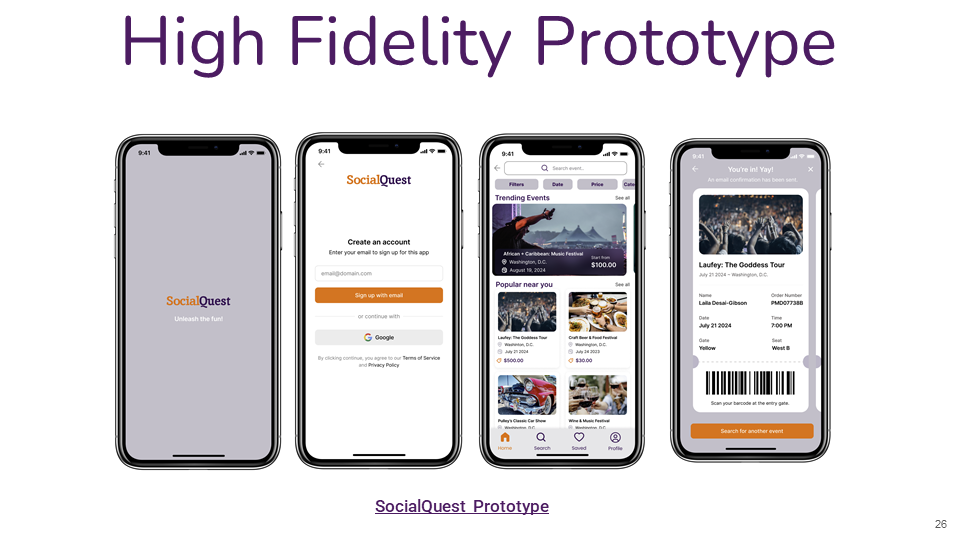 High Fidelity Prototype
9:41
SocialQuest
Unleash the fun!
9:41
SocialQuest
Create an account
Enter your email to sign up for this app
email@domain.com
Sign up with email
or continue with
Google
By clicking continue, you agree to our Terms of Service
and Privacy Policy
9:41
Search event..
Filters Date Price Cate
Trending Events See all
African + Caribbean: Music Festival
Washington, D.C. Start from
August 19, 2024 $100.00
Popular near you See all
Laufey: The Goddess Tour
Washinton, D.C.
July 21 2024
$500.00
Craft Beer & Food Festival
Washington, D.C.
July 24 2023
$30.00
Pulley's Classic Car Show
Washington, D.C.
Wine & Music Festival
Washington, D.C.
Home Search Saved Profile
9:41
You're in! Yay!
An email confirmation has been sent.
Laufey: The Goddess Tour
July 21 2024 – Washington, D.C.
Name Order Number
Laila Desai-Gibson PMD07738B
Date Time
July 21 2024 7:00 PM
Gate Seat
Yellow West B
Scan your barcode at the entry gate.
Search for another event
SocialQuest Prototype
26